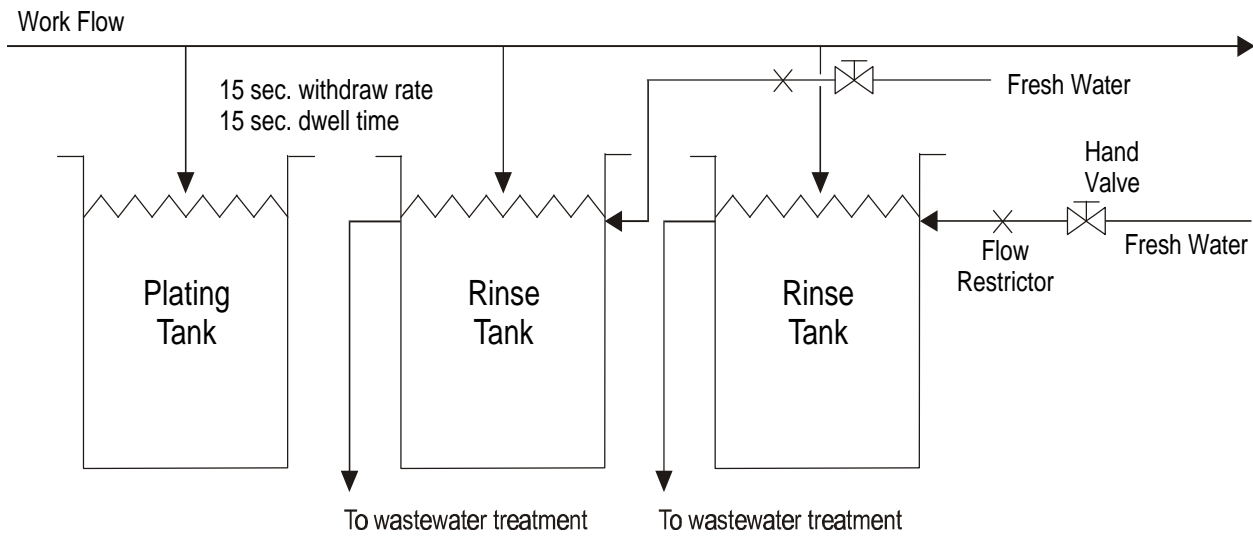 Work Flow
15 sec. withdraw rate
15 sec. dwell time
Fresh Water
Hand
Valve
Flow
Restrictor
Fresh Water
Plating
Tank
Rinse
Tank
Rinse
Tank
To wastewater treatment
To wastewater treatment